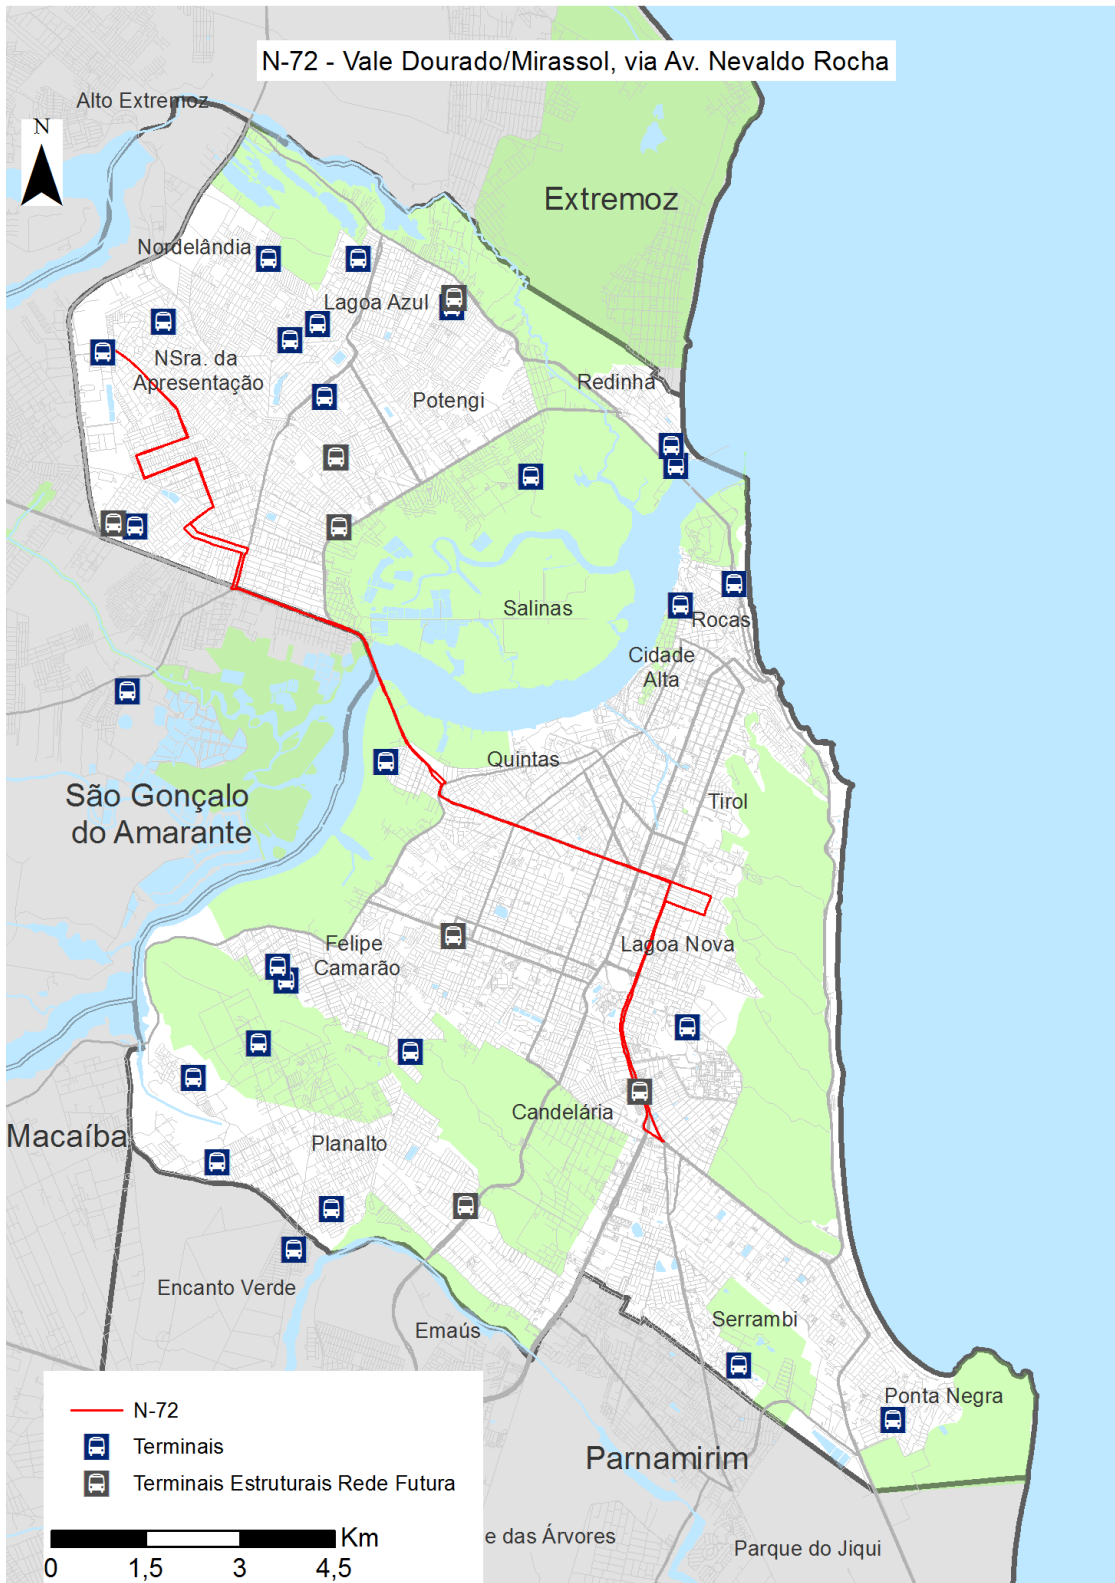 N-72 - Vale Dourado/Mirassol, via Av. Nevaldo Rocha
Alto Extremoz
N
Extremoz
Nordelândia
Lagoa Azul
NSra. da
Apresentação
Redinha
Potengi
Salinas
Rocas
Cidade
Alta
Quintas
São Gonçalo
do Amarante
Tirol
Felipe
Camarão
Lagoa Nova
Candelária
Macaíba
Planalto
Encanto Verde
Emaús
Serrambi
Ponta Negra
Parnamirim
e das Árvores
Parque do Jiqui
N-72
Terminais
Terminais Estruturais Rede Futura
Km
0 1,5 3 4,5